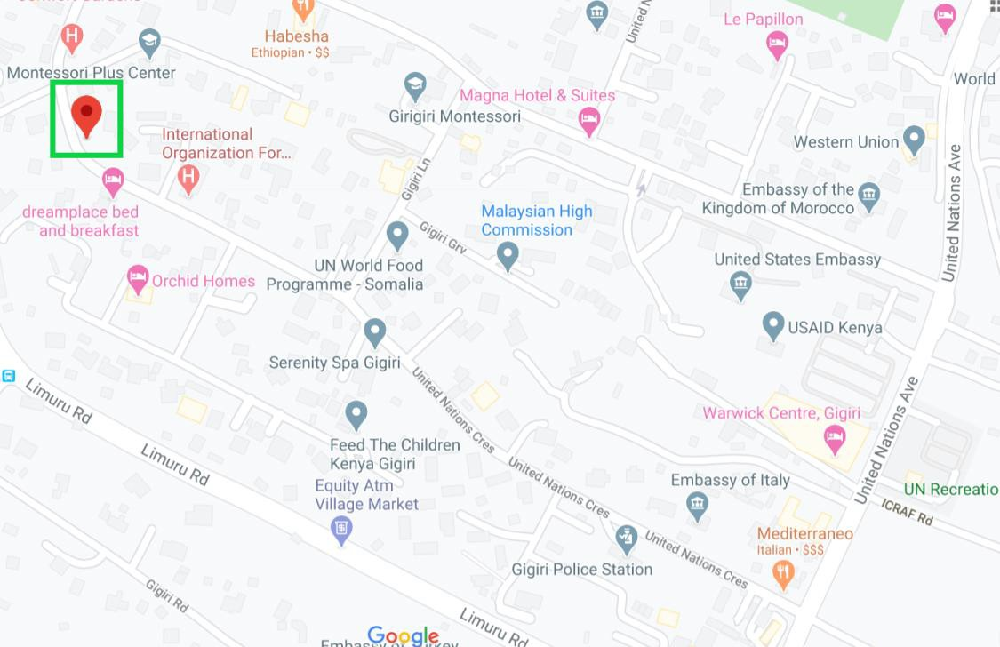 Le Papillon
Habesha
Ethiopian • $$
Montessori Plus Center
World
Magna Hotel & Suites
Girigiri Montessori
International
Organization For...
Western Union
Gigiri Ln
United Nations Ave
Embassy of the
Kingdom of Morocco
dreamplace bed
and breakfast
Malaysian High
Commission
Gigiri Grv
UN World Food
Programme - Somalia
United States Embassy
Orchid Homes
USAID Kenya
Serenity Spa Gigiri
Limuru Rd
United Nations Cres
Warwick Centre, Gigiri
United Nations Ave
Feed The Children
Kenya Gigiri
Limuru Rd
United Nations Cres
Equity Atm
Village Market
Embassy of Italy
UN Recreatio
ICRAF Rd
Mediterraneo
Italian • $$$
United Nations Cres
Gigiri Police Station
Gigiri Rd
Limuru Rd
Google